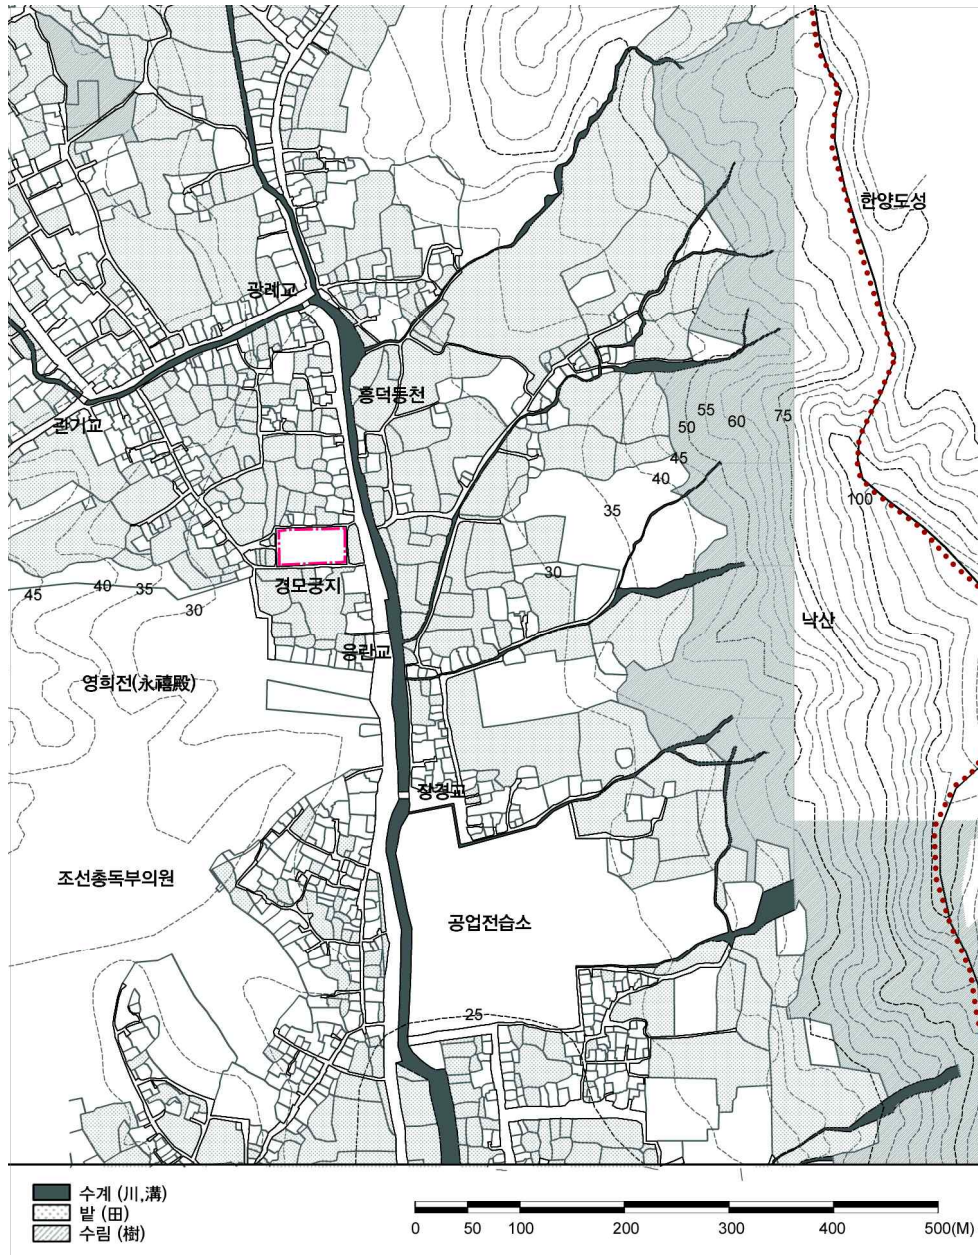 한양도성
광례교
흥덕동천
관기교
55
75
50
60
45
40
100
35
30
경모궁지
45
40
35
30
낙산
응란교
영희전(永禧殿)
장경교
조선총독부의원
공업전습소
25
수계 (川,溝)
밭 (田)
수림 (樹)
0 50 100 200 300 400 500(M)